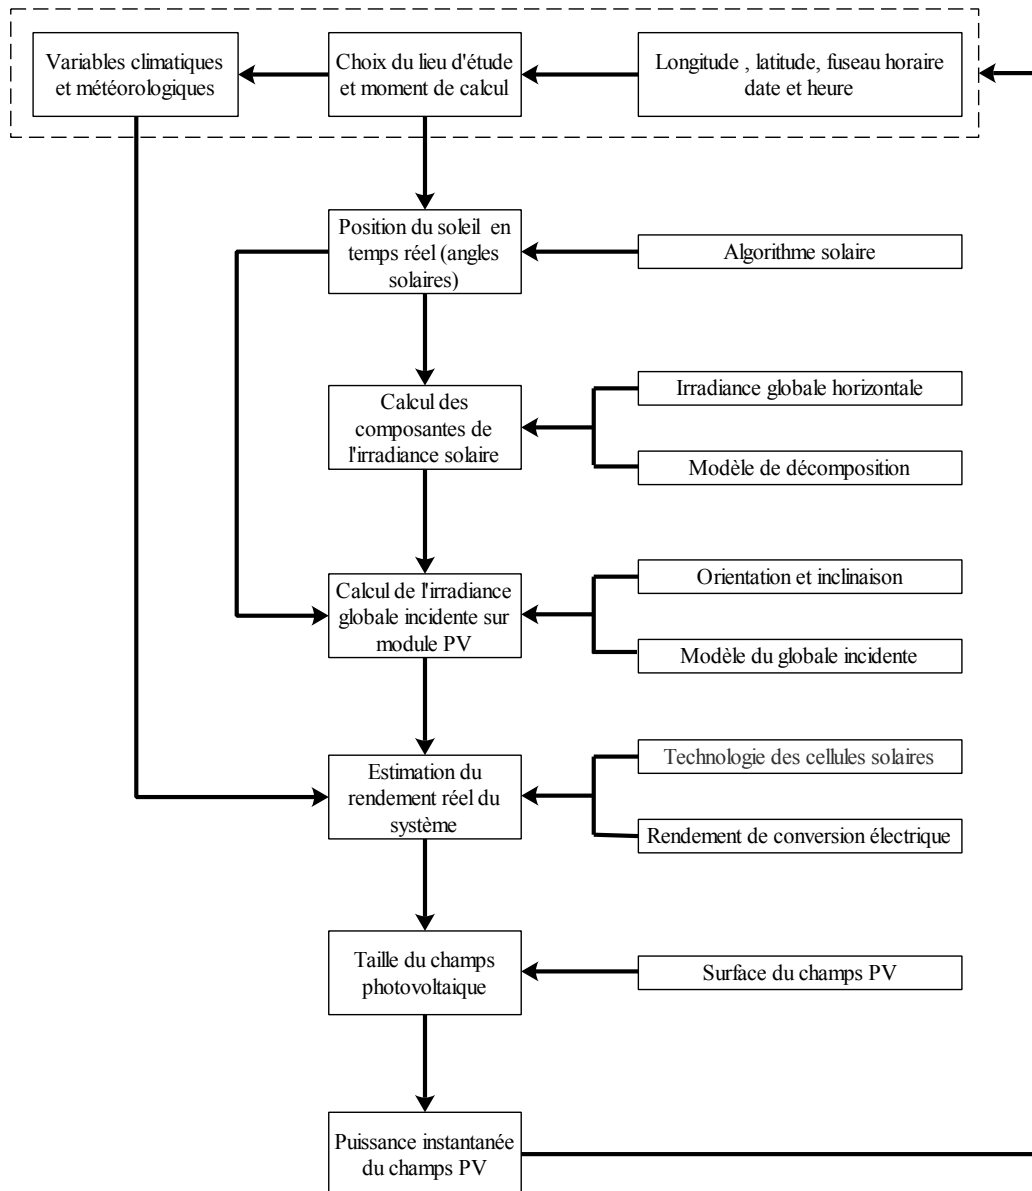 Variables climatiques
et météorologiques
Choix du lieu d'étude
et moment de calcul
Longitude , latitude, fuseau horaire
date et heure
Position du soleil en
temps réel (angles
solaires)
Algorithme solaire
Calcul des
composantes de
l'irradiance solaire
Irradiance globale horizontale
Modèle de décomposition
Calcul de l'irradiance
globale incidente sur
module PV
Orientation et inclinaison
Modèle du globale incidente
Estimation du
rendement réel du
système
Technologie des cellules solaires
Rendement de conversion électrique
Taille du champs
photovoltaique
Surface du champs PV
Puissance instantanée
du champs PV